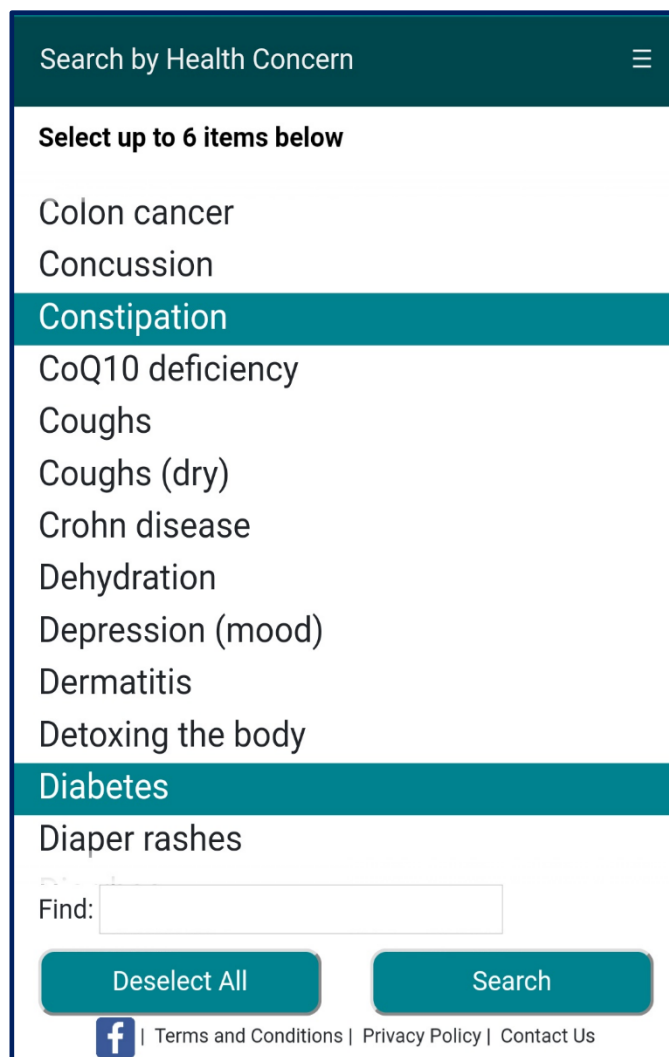 Search by Health Concern ☰
Select up to 6 items below
Colon cancer
Concussion
Constipation
CoQ10 deficiency
Coughs
Coughs (dry)
Crohn disease
Dehydration
Depression (mood)
Dermatitis
Detoxing the body
Diabetes
Diaper rashes
Find:
Deselect All Search
f | Terms and Conditions | Privacy Policy | Contact Us